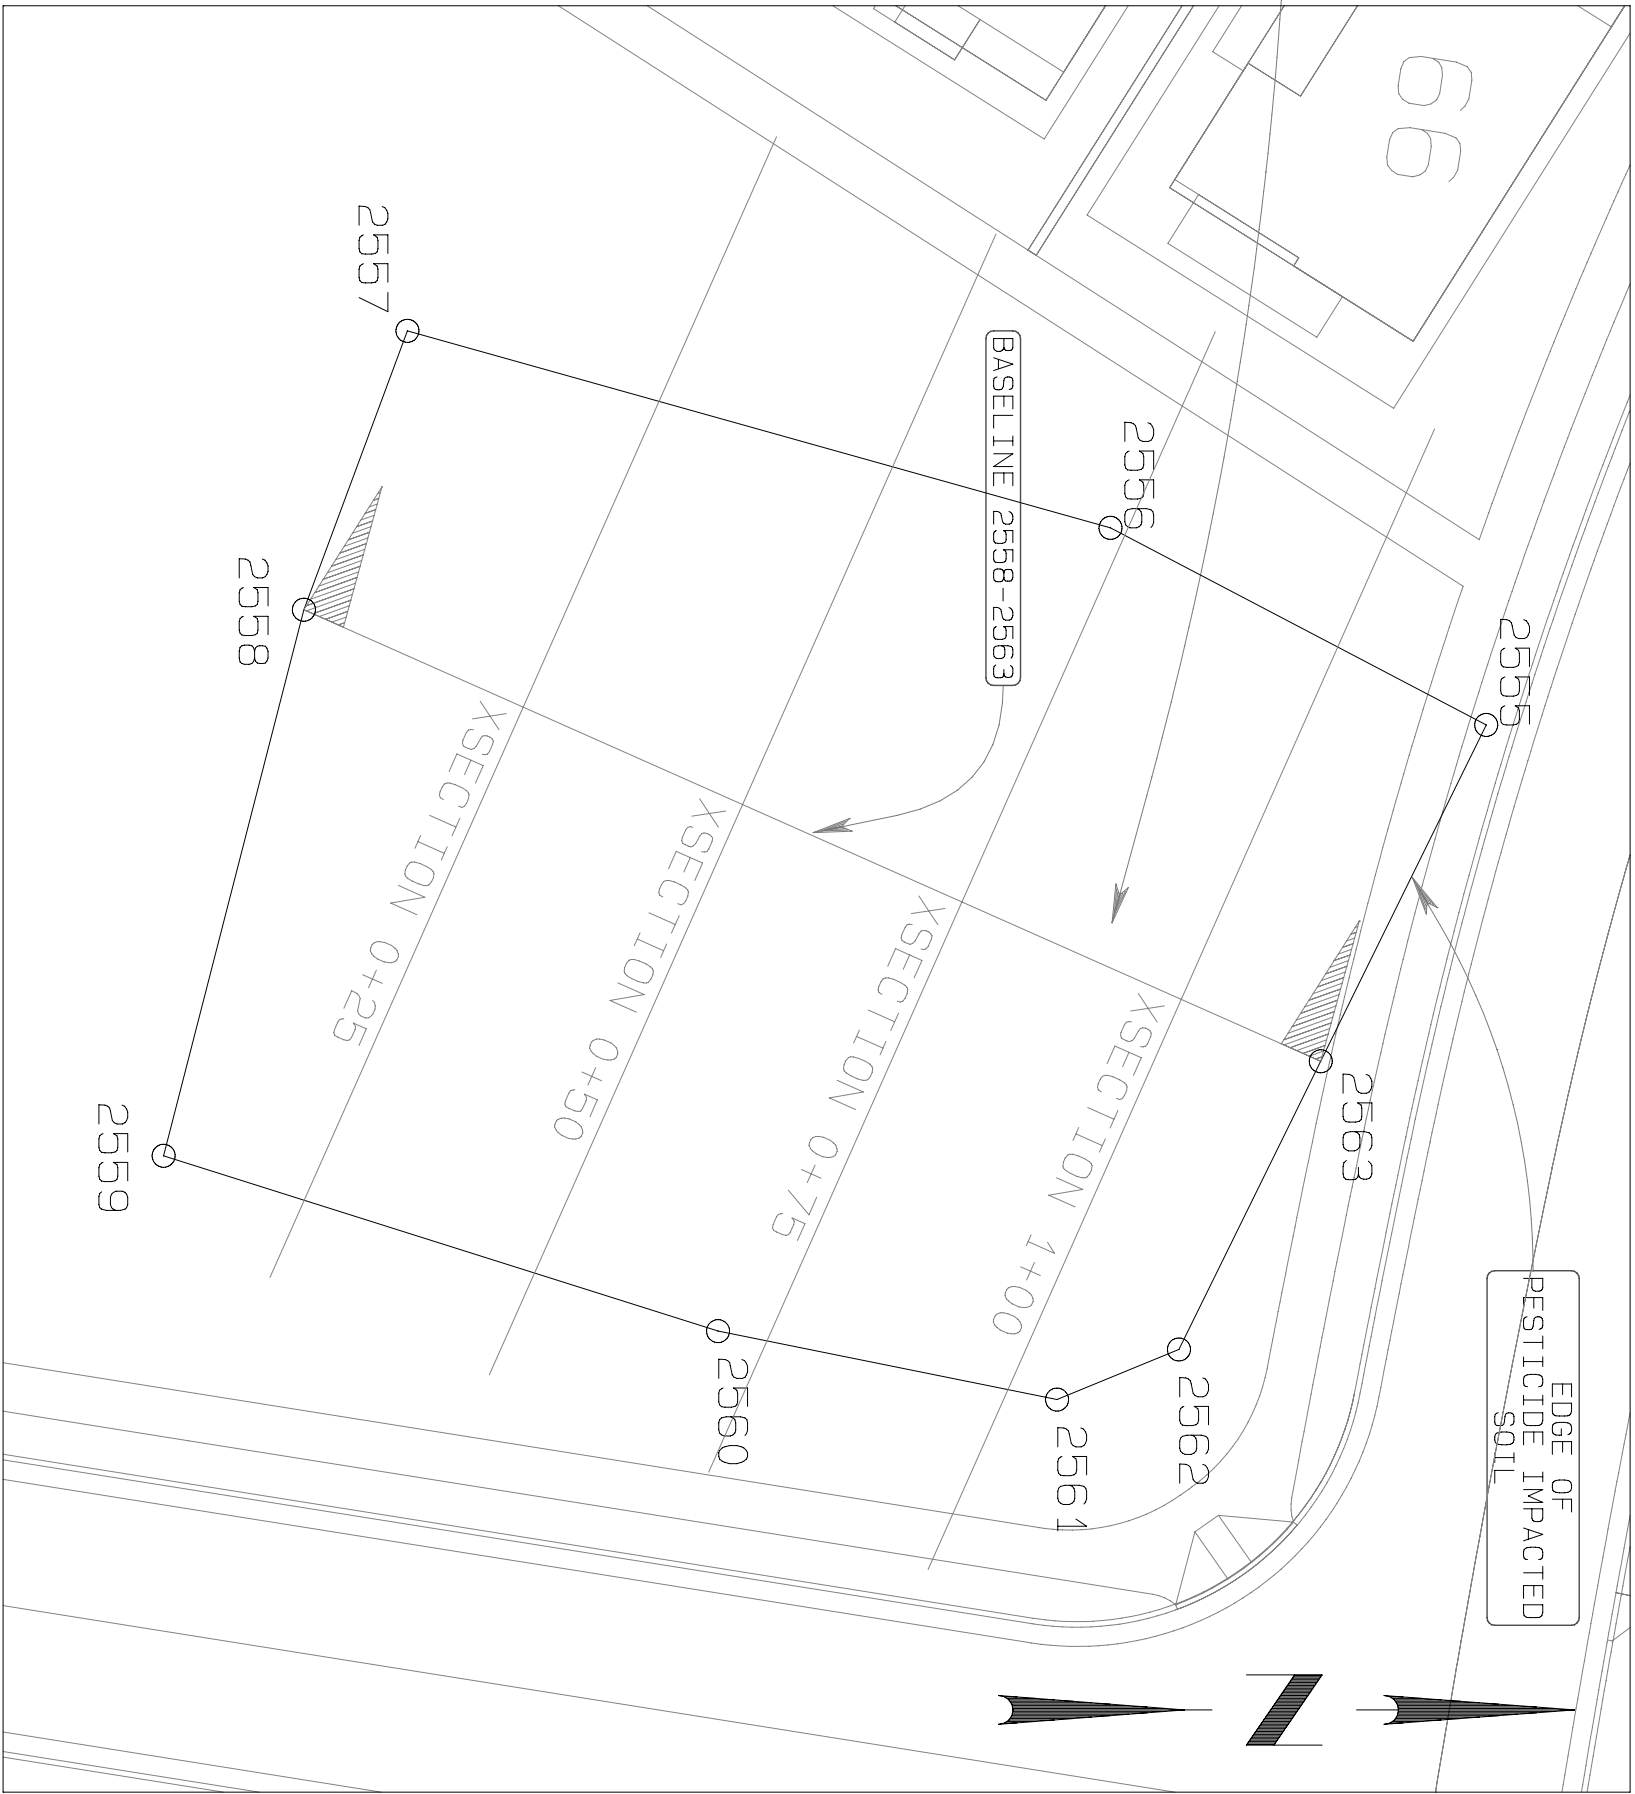 66
2555
2556
2557
BASELINE 2558-2563
2558
2563
XSECTION 0+25
XSECTION 0+50
XSECTION 0+75
XSECTION 1+00
2559
2560
2561
2562
EDGE OF
PESTICIDE IMPACTED
SOIL
N